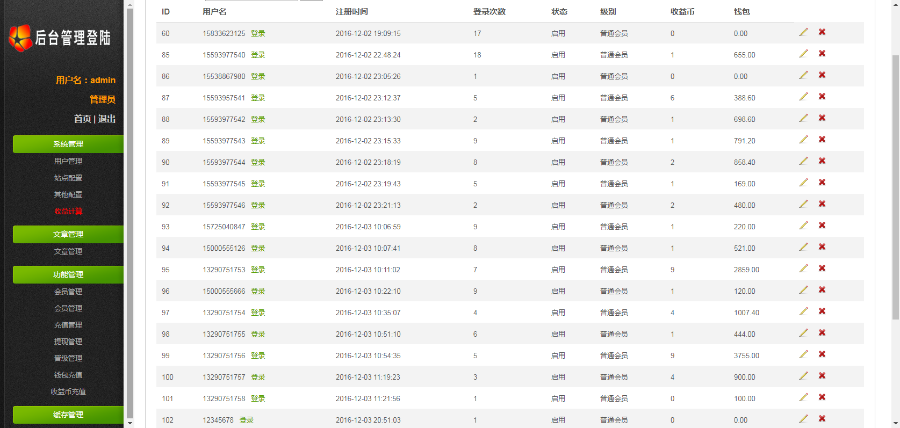 后台管理登陆
用户名：admin
管理员
首页 | 退出
系统管理
用户管理
站点配置
其他配置
收益计算
文章管理
文章管理
功能管理
会员管理
会员管理
充值管理
提现管理
晋级管理
钱包充值
收益币充值
缓存管理
ID 用户名 注册时间 登录次数 状态 级别 收益币 钱包
60 15833623125 登录 2016-12-02 19:09:15 17 启用 普通会员 0 0.00
85 15593977540 登录 2016-12-02 22:48:24 18 启用 普通会员 1 655.00
86 15538867980 登录 2016-12-02 23:05:26 1 启用 普通会员 0 0.00
87 15593957541 登录 2016-12-02 23:12:37 5 启用 普通会员 6 388.60
88 15593977542 登录 2016-12-02 23:13:30 2 启用 普通会员 1 698.60
89 15593977543 登录 2016-12-02 23:15:33 9 启用 普通会员 1 791.20
90 15593977544 登录 2016-12-02 23:18:19 8 启用 普通会员 2 868.40
91 15593977545 登录 2016-12-02 23:19:43 5 启用 普通会员 1 169.00
92 15593977546 登录 2016-12-02 23:21:13 2 启用 普通会员 2 480.00
93 15725040847 登录 2016-12-03 10:06:59 9 启用 普通会员 1 220.00
94 15000555126 登录 2016-12-03 10:07:41 8 启用 普通会员 1 521.00
95 13290751753 登录 2016-12-03 10:11:02 7 启用 普通会员 9 2859.00
96 15000555666 登录 2016-12-03 10:22:10 9 启用 普通会员 1 120.00
97 13290751754 登录 2016-12-03 10:35:07 4 启用 普通会员 4 1007.40
98 13290751755 登录 2016-12-03 10:51:10 6 启用 普通会员 1 444.00
99 13290751756 登录 2016-12-03 10:54:35 5 启用 普通会员 9 3755.00
100 13290751757 登录 2016-12-03 11:19:23 3 启用 普通会员 4 900.00
101 13290751758 登录 2016-12-03 11:21:56 1 启用 普通会员 0 100.00
102 12345678 登录 2016-12-03 20:51:03 1 启用 普通会员 0 0.00